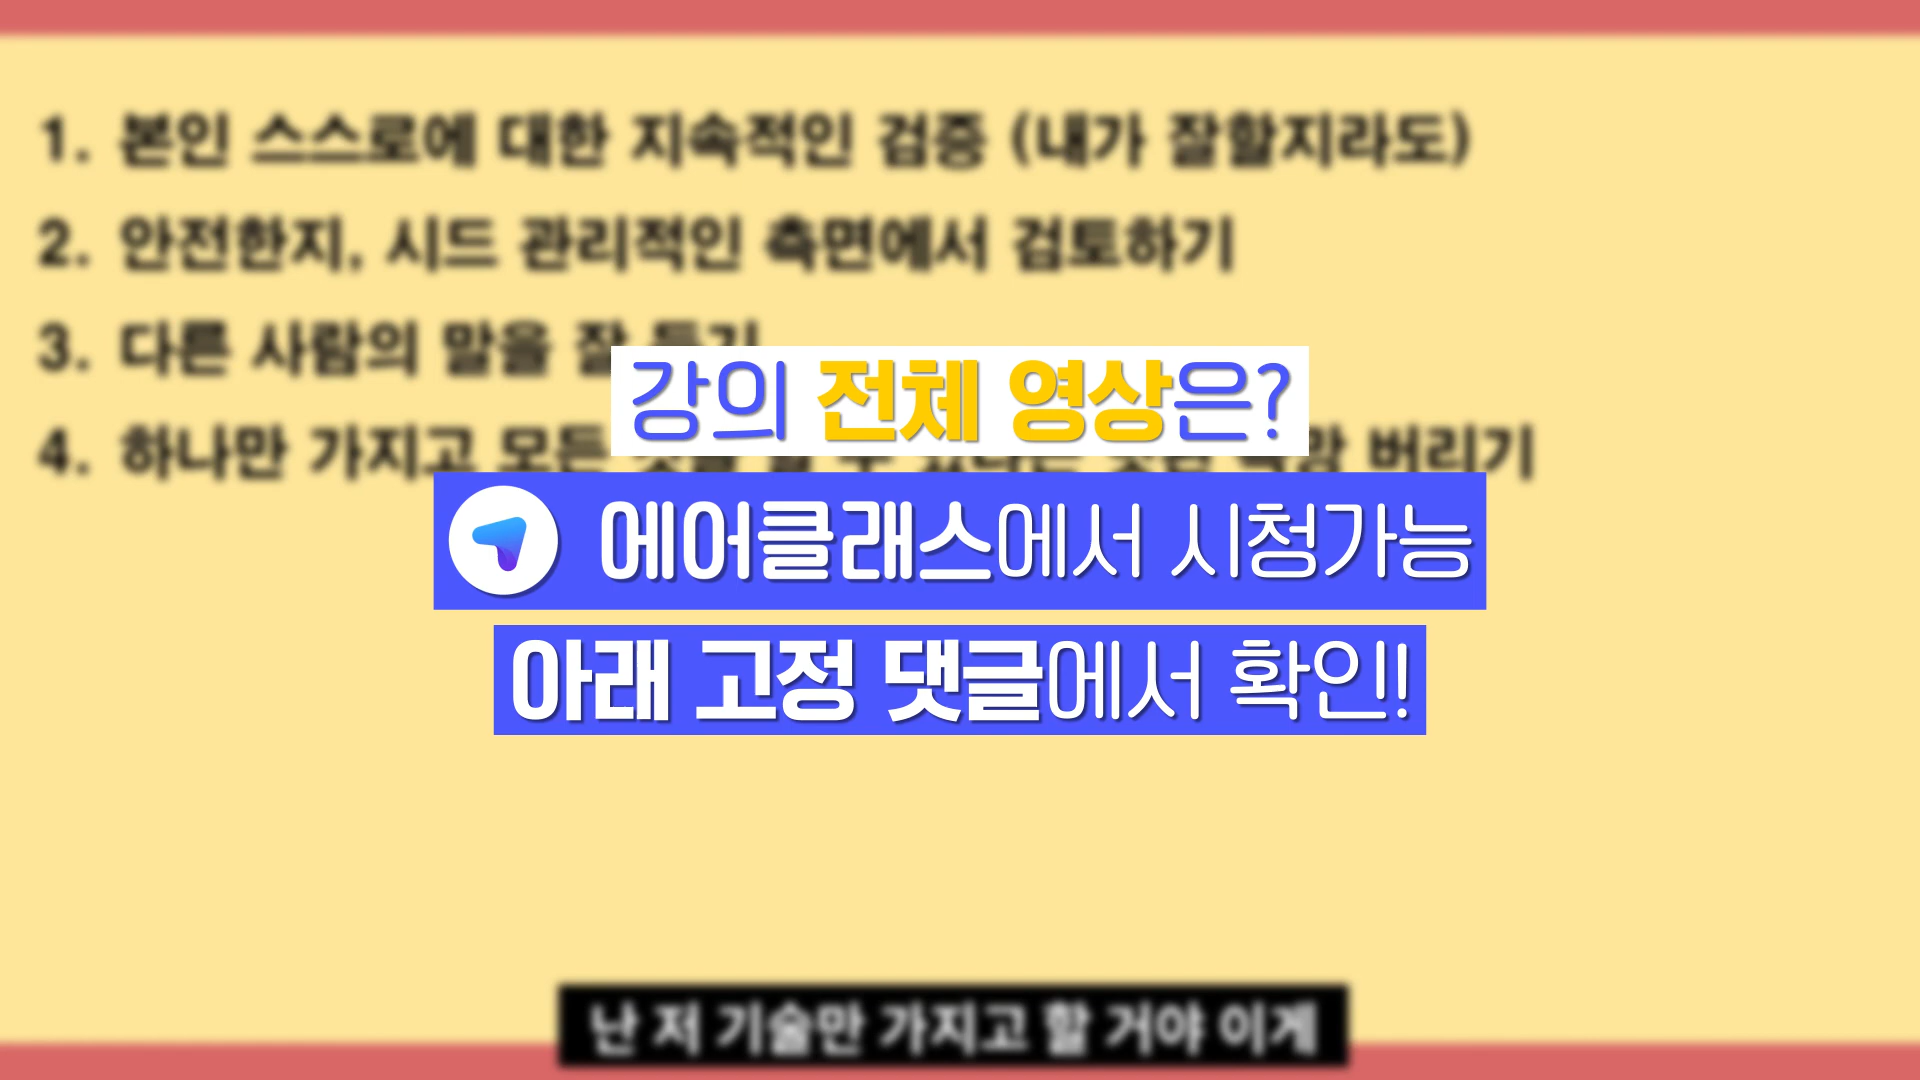 1. 본인 스스로에 대한 지속적인 검증 (내가 잘할지라도)
2. 안전한지, 시드 관리적인 측면에서 검토하기
3. 다른 사람의 말을 잘 듣기
강의 전체 영상은?
4. 하나만 가지고 모든 버리기
에어클래스에서 시청가능
아래 고정 댓글에서 확인!
난 저 기술만 가지고 할 거야 이게